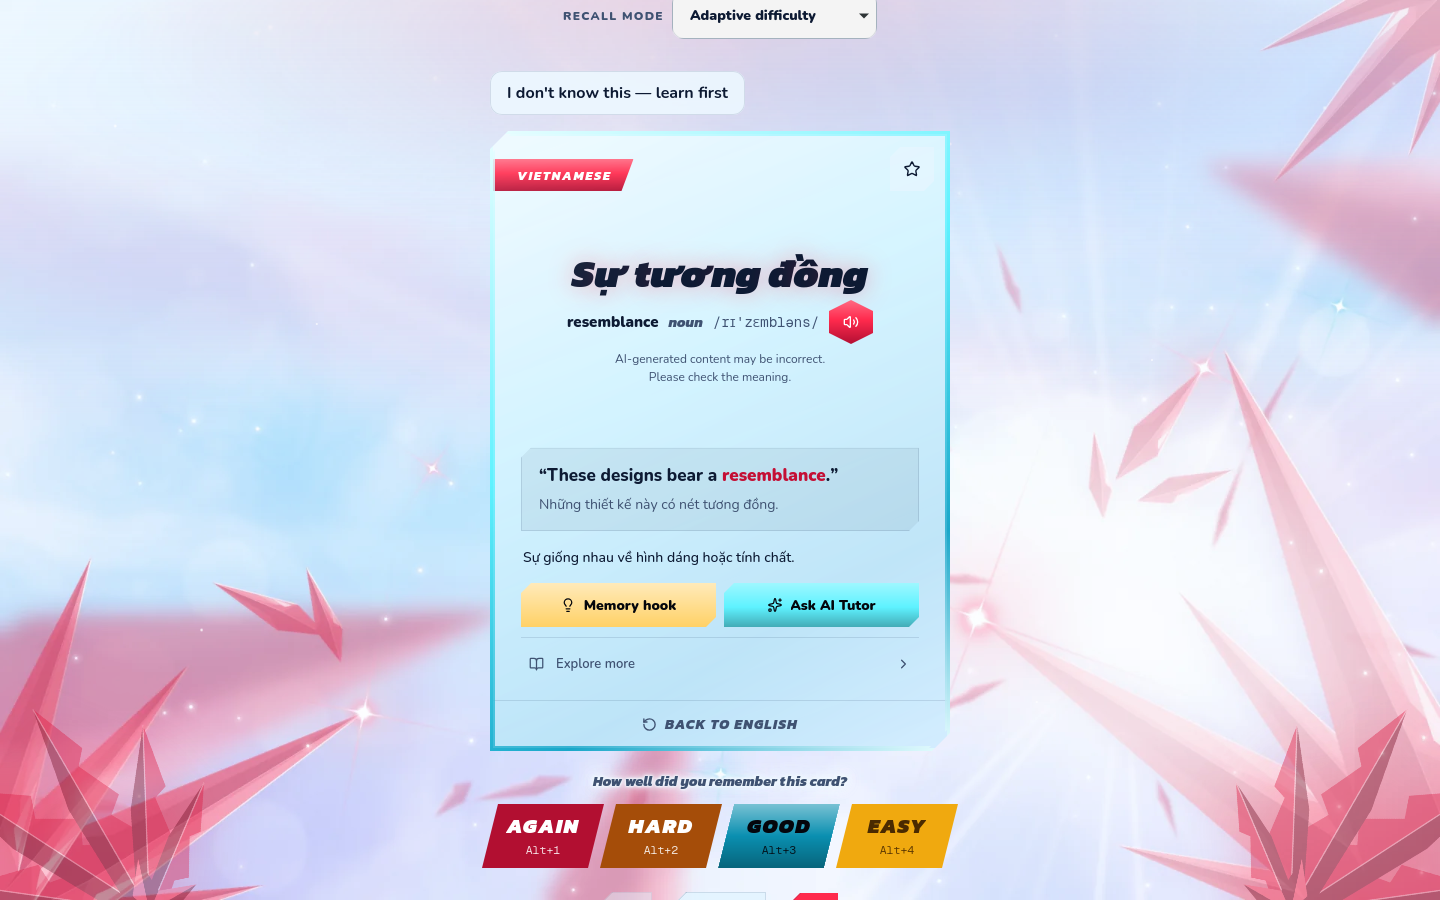 RECALL MODE Adaptive difficulty
I don't know this — learn first
VIETNAMESE
Sự tương đồng
resemblance noun /rɪˈzɛmbləns/
AI-generated content may be incorrect.
Please check the meaning.
“These designs bear a resemblance.”
Những thiết kế này có nét tương đồng.
Sự giống nhau về hình dáng hoặc tính chất.
Memory hook Ask AI Tutor
Explore more
BACK TO ENGLISH
How well did you remember this card?
AGAIN HARD GOOD EASY
Alt+1 Alt+2 Alt+3 Alt+4